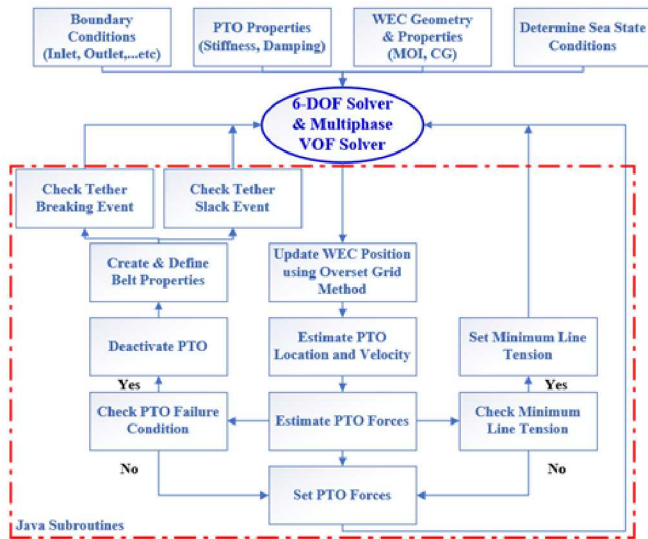 Boundary
Conditions
(Inlet, Outlet,...etc)
PTO Properties
(Stiffness, Damping)
WEC Geometry
& Properties
(MOI, CG)
Determine Sea State
Conditions
6-DOF Solver
& Multiphase
VOF Solver
Check Tether
Breaking Event
Check Tether
Slack Event
Create & Define
Belt Properties
Update WEC Position
using Overset Grid
Method
Deactivate PTO
Estimate PTO
Location and Velocity
Set Minimum Line
Tension
Yes
Yes
Check PTO Failure
Condition
Estimate PTO Forces
Check Minimum
Line Tension
No
No
Set PTO Forces
Java Subroutines